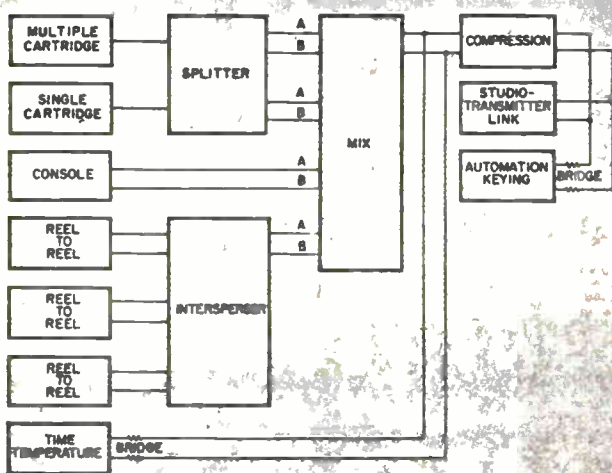 MULTIPLE
CARTRIDGE
SINGLE
CARTRIDGE
CONSOLE
REEL
TO
REEL
REEL
TO
REEL
REEL
TO
REEL
TIME
TEMPERATURE
BRIDGE
SPLITTER
INTERSPERSER
A
B
A
B
A
B
A
B
MIX
COMPRESSION
STUDIO-
TRANSMITTER
LINK
AUTOMATION
KEYING
BRIDGE